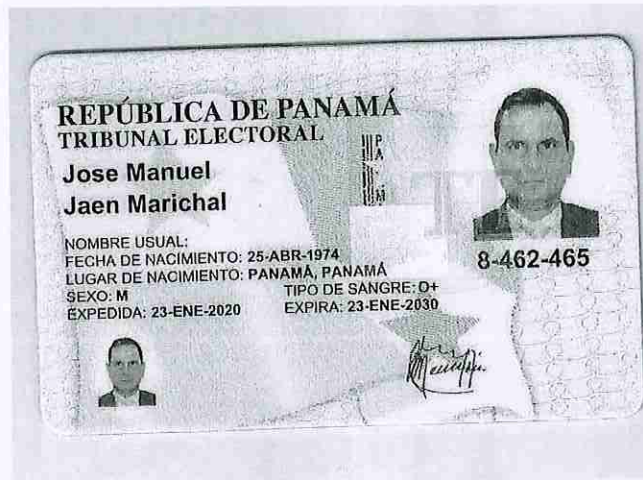 REPÚBLICA DE PANAMÁ
TRIBUNAL ELECTORAL
Jose Manuel
Jaen Marichal
NOMBRE USUAL:
FECHA DE NACIMIENTO: 25-ABR-1974
LUGAR DE NACIMIENTO: PANAMÁ, PANAMÁ
SEXO: M TIPO DE SANGRE: O+
EXPEDIDA: 23-ENE-2020 EXPIRA: 23-ENE-2030
8-462-465